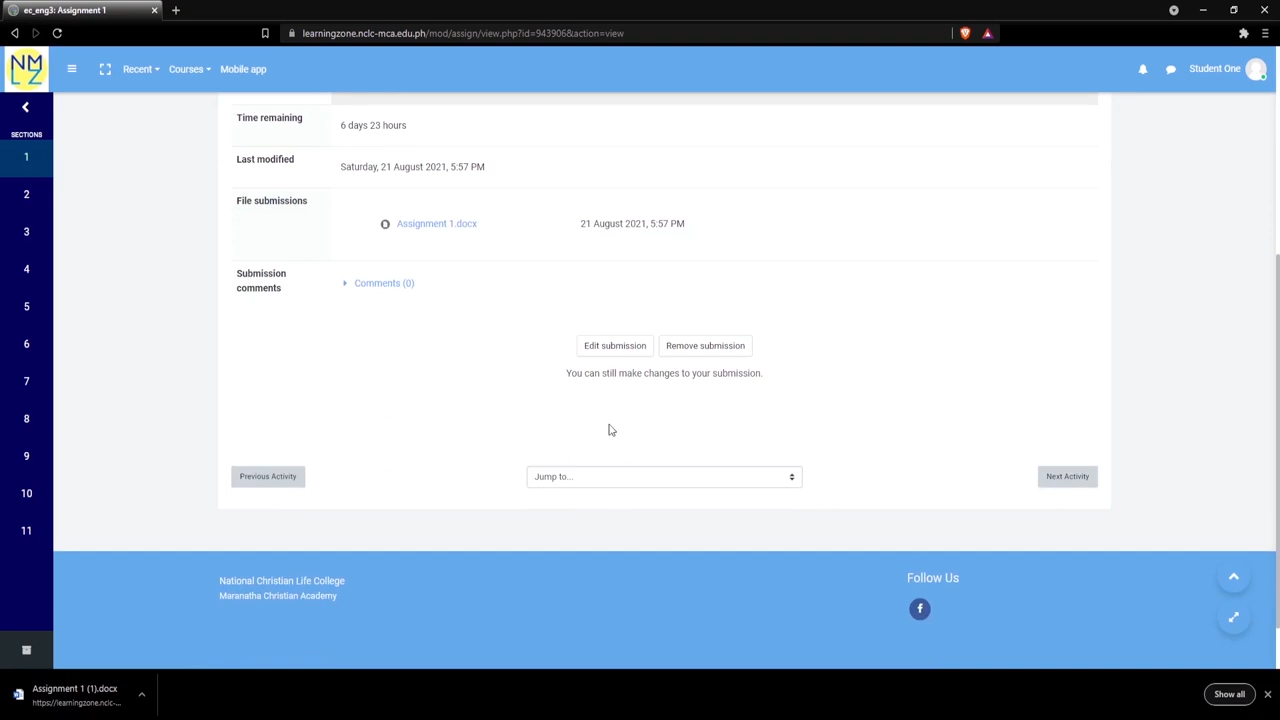 ec_eng3: Assignment 1
learningzone.nclc-mca.edu.ph/mod/assign/view.php?id=943906&action=view
NM
LZ
Recent
Courses
Mobile app
Student One
SECTIONS
1
2
3
4
5
6
7
8
9
10
11
Time remaining
6 days 23 hours
Last modified
Saturday, 21 August 2021, 5:57 PM
File submissions
Assignment 1.docx
21 August 2021, 5:57 PM
Submission
comments
Comments (0)
Edit submission
Remove submission
You can still make changes to your submission.
Previous Activity
Jump to...
Next Activity
National Christian Life College
Maranatha Christian Academy
Follow Us
Assignment 1 (1).docx
https://learningzone.nclc-...
Show all